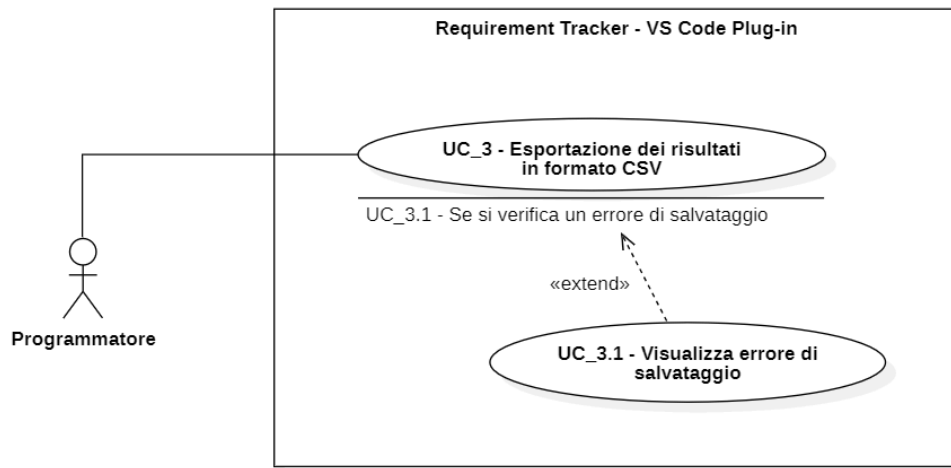 Requirement Tracker - VS Code Plug-in
UC_3 - Esportazione dei risultati
in formato CSV
UC_3.1 - Se si verifica un errore di salvataggio
«extend»
Programmatore
UC_3.1 - Visualizza errore di
salvataggio